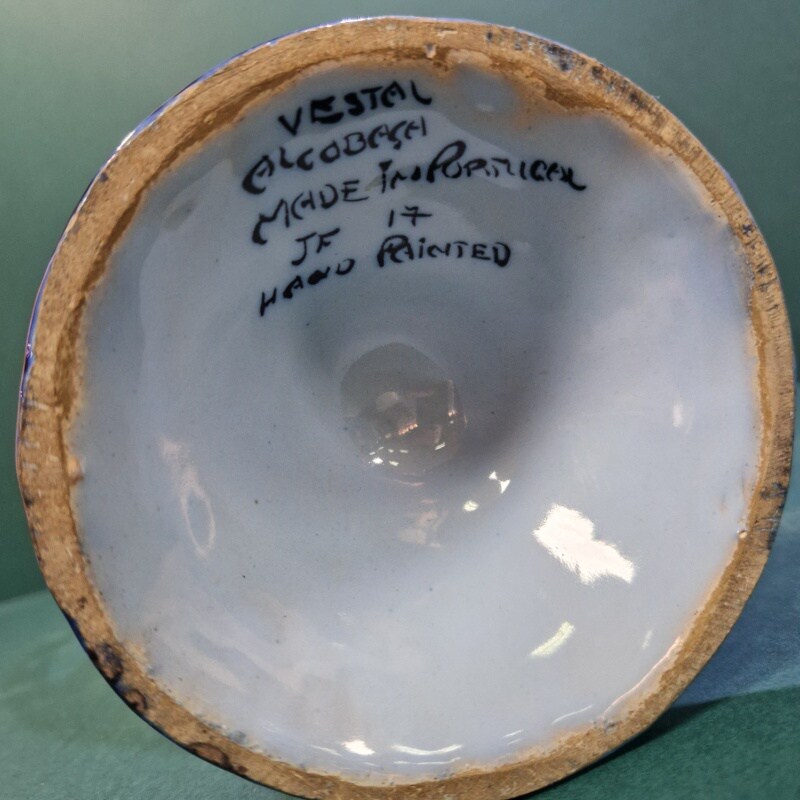 VESTAL
ALCOBAÇA
MADE IN PORTUGAL
JF 17
HAND PAINTED